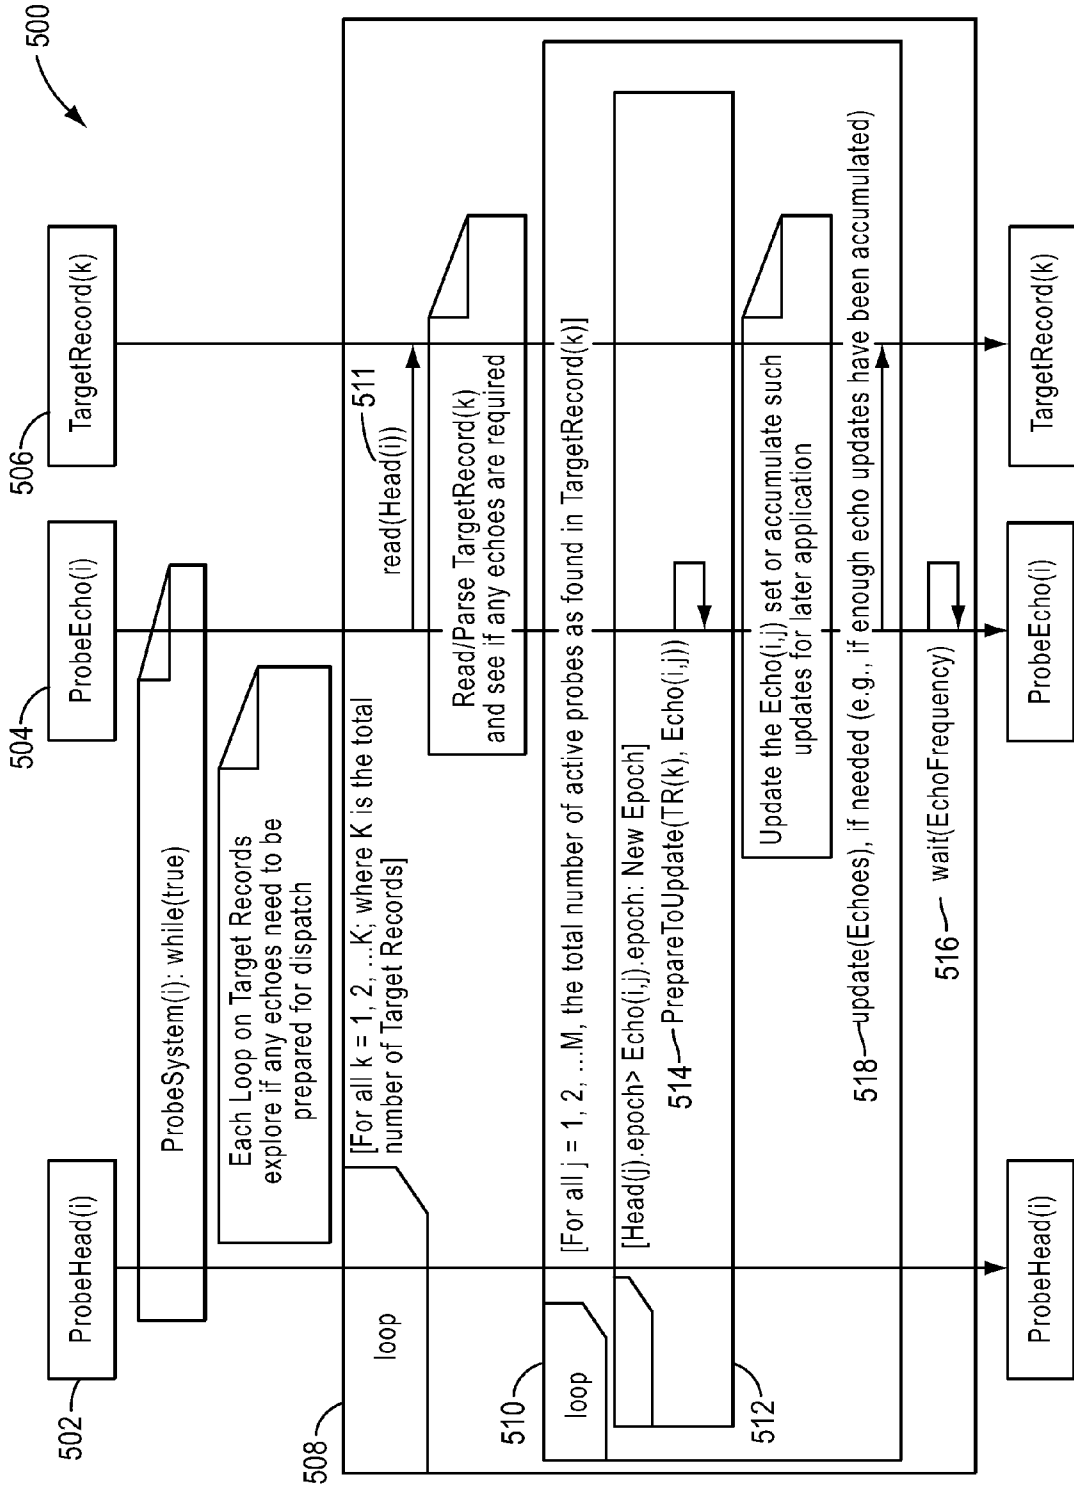 500
502
504
506
ProbeHead(i)
ProbeEcho(i)
TargetRecord(k)
ProbeSystem(i): while(true)
Each Loop on Target Records
explore if any echoes need to be
prepared for dispatch
508
loop
[For all k = 1, 2, ...K; where K is the total
number of Target Records]
read(Head(i))
511
Read/Parse TargetRecord(k)
and see if any echoes are required
510
loop
[For all j = 1, 2, ...M, the total number of active probes as found in TargetRecord(k)]
[Head(j).epoch> Echo(i,j).epoch: New Epoch]
514
PrepareToUpdate(TR(k), Echo(i,j))
512
Update the Echo(i,j) set or accumulate such
updates for later application
518
update(Echoes), if needed (e.g., if enough echo updates have been accumulated)
516
wait(EchoFrequency)
ProbeHead(i)
ProbeEcho(i)
TargetRecord(k)